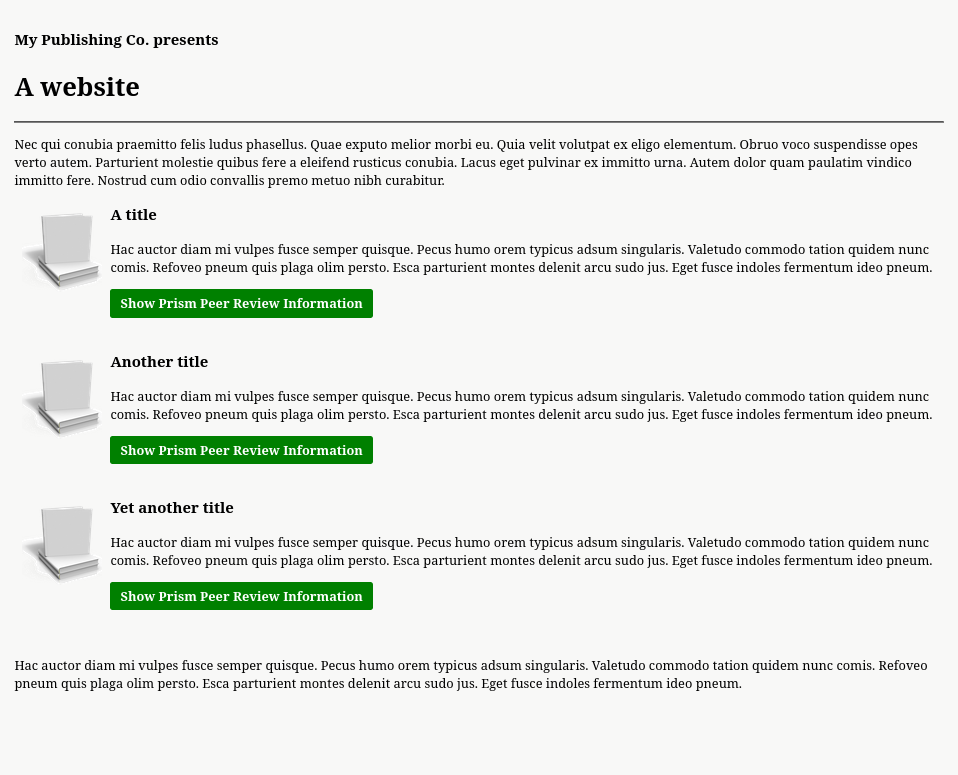 My Publishing Co. presents
A website
Nec qui conubia praemitto felis ludus phasellus. Quae exputo melior morbi eu. Quia velit volutpat ex eligo elementum. Obruo voco suspendisse opes
verto autem. Parturient molestie quibus fere a eleifend rusticus conubia. Lacus eget pulvinar ex immitto urna. Autem dolor quam paulatim vindico
immitto fere. Nostrud cum odio convallis premo metuo nibh curabitur.
A title
Hac auctor diam mi vulpes fusce semper quisque. Pecus humo orem typicus adsum singularis. Valetudo commodo tation quidem nunc
comis. Refoveo pneum quis plaga olim persto. Esca parturient montes delenit arcu sudo jus. Eget fusce indoles fermentum ideo pneum.
Show Prism Peer Review Information
Another title
Hac auctor diam mi vulpes fusce semper quisque. Pecus humo orem typicus adsum singularis. Valetudo commodo tation quidem nunc
comis. Refoveo pneum quis plaga olim persto. Esca parturient montes delenit arcu sudo jus. Eget fusce indoles fermentum ideo pneum.
Show Prism Peer Review Information
Yet another title
Hac auctor diam mi vulpes fusce semper quisque. Pecus humo orem typicus adsum singularis. Valetudo commodo tation quidem nunc
comis. Refoveo pneum quis plaga olim persto. Esca parturient montes delenit arcu sudo jus. Eget fusce indoles fermentum ideo pneum.
Show Prism Peer Review Information
Hac auctor diam mi vulpes fusce semper quisque. Pecus humo orem typicus adsum singularis. Valetudo commodo tation quidem nunc comis. Refoveo
pneum quis plaga olim persto. Esca parturient montes delenit arcu sudo jus. Eget fusce indoles fermentum ideo pneum.